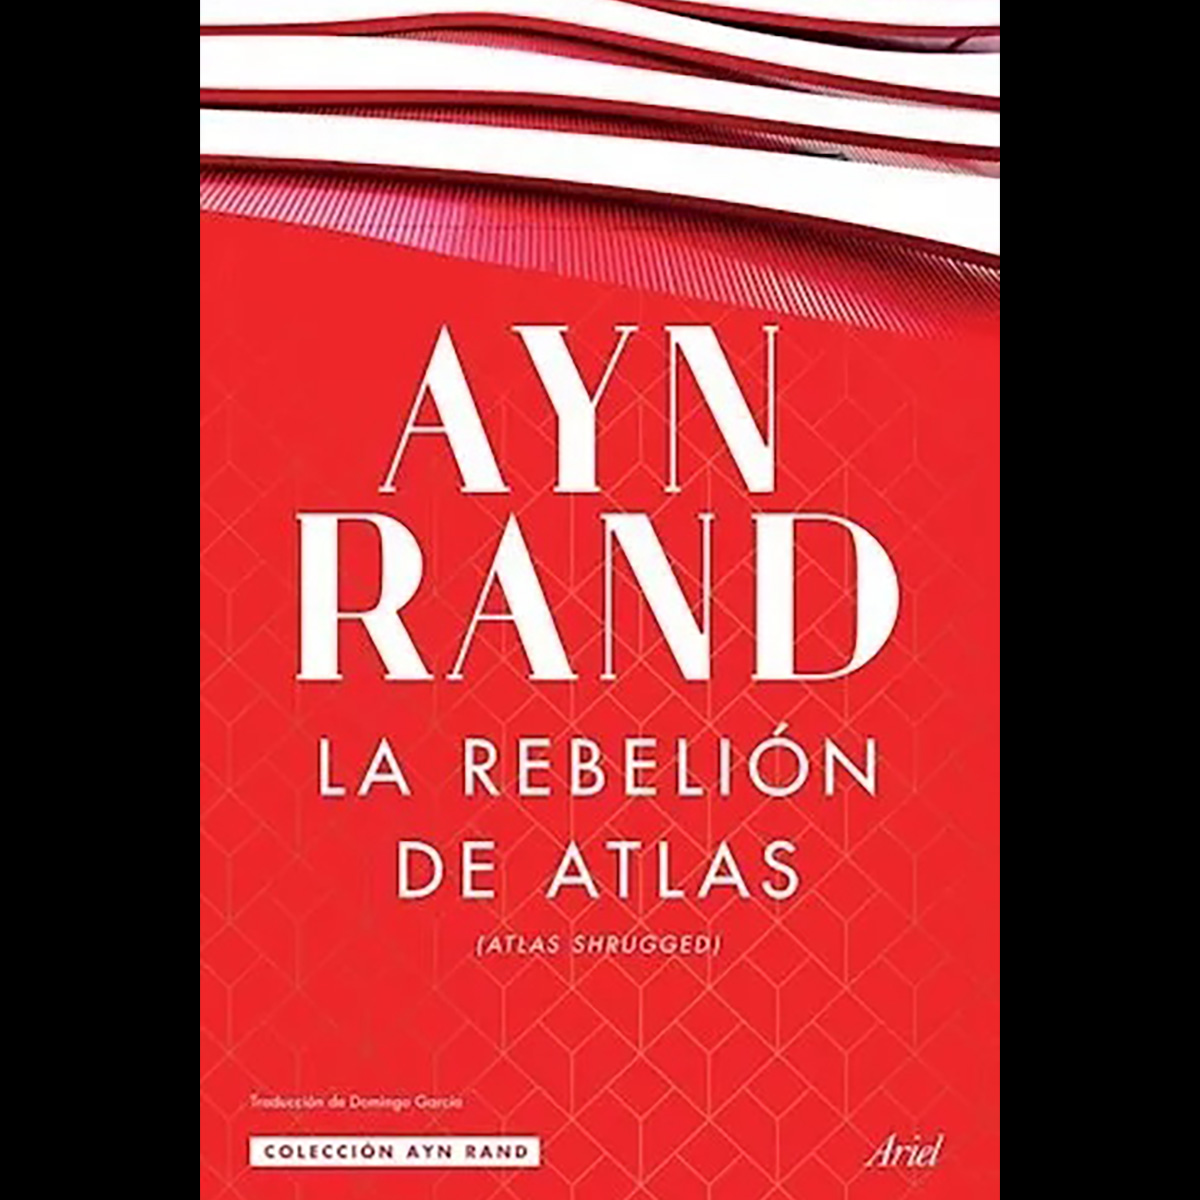 AYN
RAND
LA REBELIÓN
DE ATLAS
(ATLAS SHRUGGED)
Traducción de Domingo García
COLECCIÓN AYN RAND
Ariel